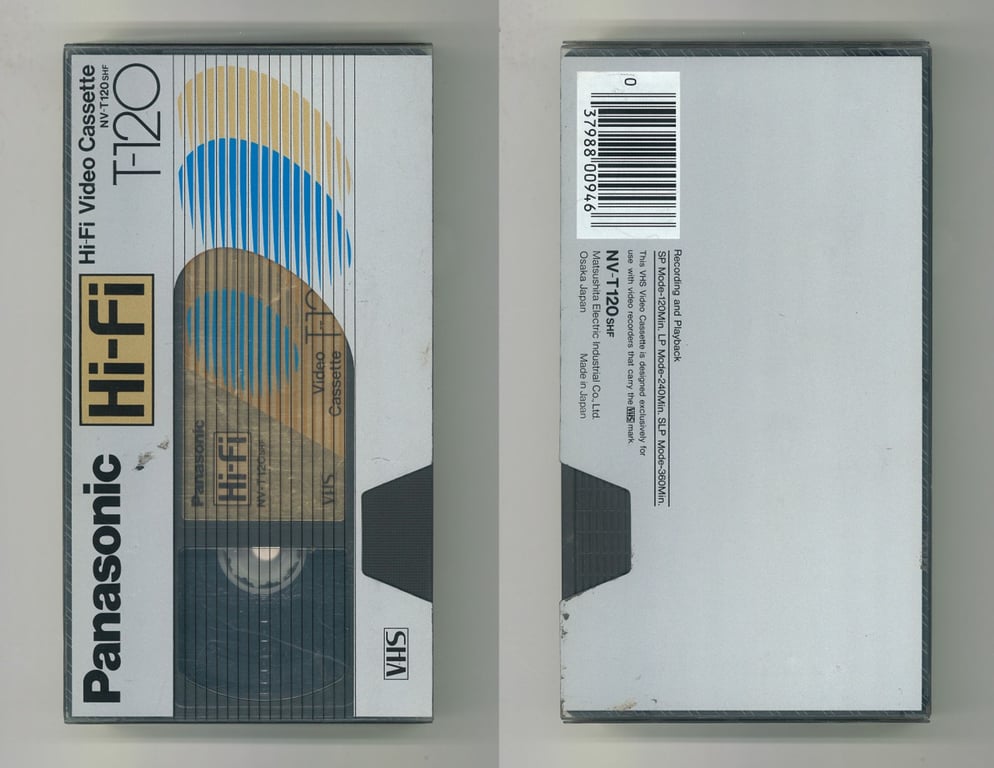 Panasonic
Hi-Fi
Hi-Fi Video Cassette
NV-T120SHF
T-120
Panasonic
Hi-Fi
NV-T120SHF
VHS
Video
Cassette
T-12
VHS
0
37988 00946
Recording and Playback
SP Mode-120Min. LP Mode-240Min. SLP Mode-360Min.
This VHS Video Cassette is designed exclusively for
use with video recorders that carry the VHS mark.
NV-T120SHF
Matsushita Electric Industrial Co., Ltd.
Osaka Japan Made in Japan